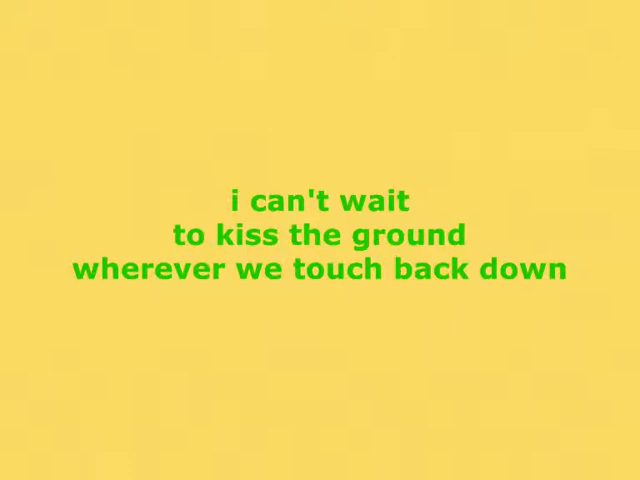 i can't wait
to kiss the ground
wherever we touch back down